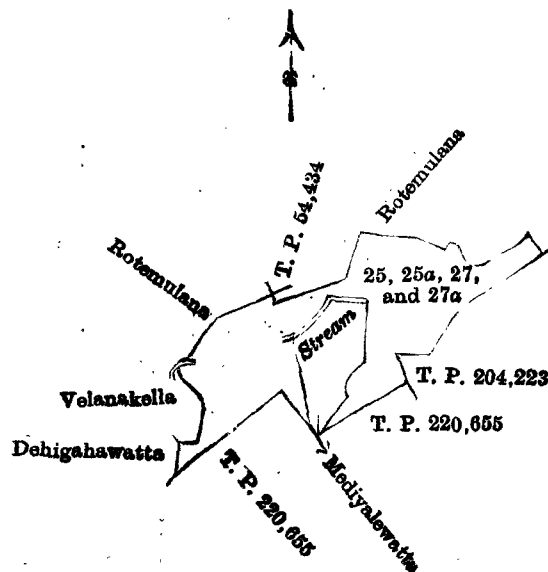 T. P. 54,434
Rotemulana
Rotemulana
25, 25a, 27,
and 27a
Stream
T. P. 204,223
Velanakella
T. P. 220,655
Dehigahawatta
T. P. 220,655
Mediyalewatta